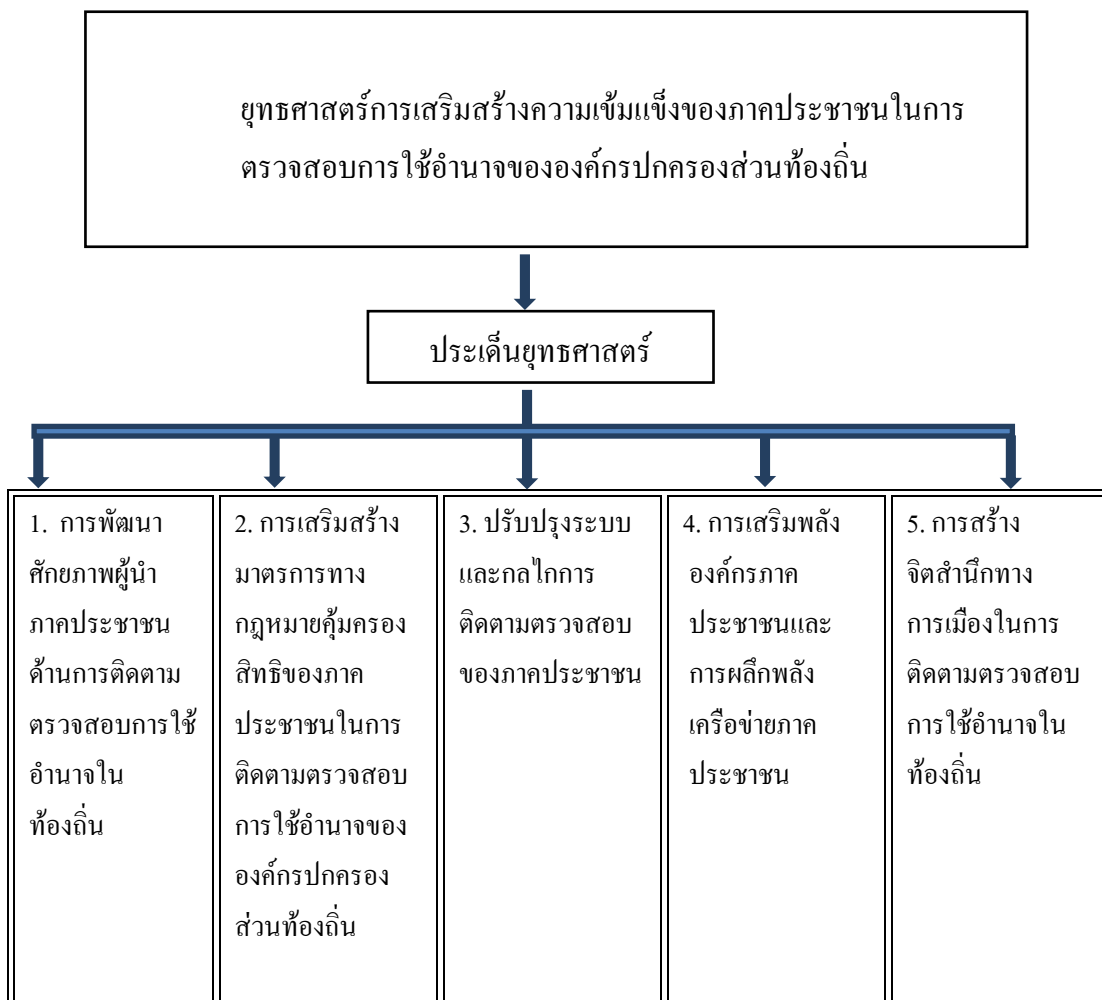 ยุทธศาสตร์การเสริมสร้างความเข้มแข็งของภาคประชาชนในการ
ตรวจสอบการใช้อำนาจขององค์กรปกครองส่วนท้องถิ่น
ประเด็นยุทธศาสตร์
1. การพัฒนา
ศักยภาพผู้นำ
ภาคประชาชน
ด้านการติดตาม
ตรวจสอบการใช้
อำนาจใน
ท้องถิ่น
2. การเสริมสร้าง
มาตรการทาง
กฎหมายคุ้มครอง
สิทธิของภาค
ประชาชนในการ
ติดตามตรวจสอบ
การใช้อำนาจของ
องค์กรปกครอง
ส่วนท้องถิ่น
3. ปรับปรุงระบบ
และกลไกการ
ติดตามตรวจสอบ
ของภาคประชาชน
4. การเสริมพลัง
องค์กรภาค
ประชาชนและ
การผลึกพลัง
เครือข่ายภาค
ประชาชน
5. การสร้าง
จิตสำนึกทาง
การเมืองในการ
ติดตามตรวจสอบ
การใช้อำนาจใน
ท้องถิ่น